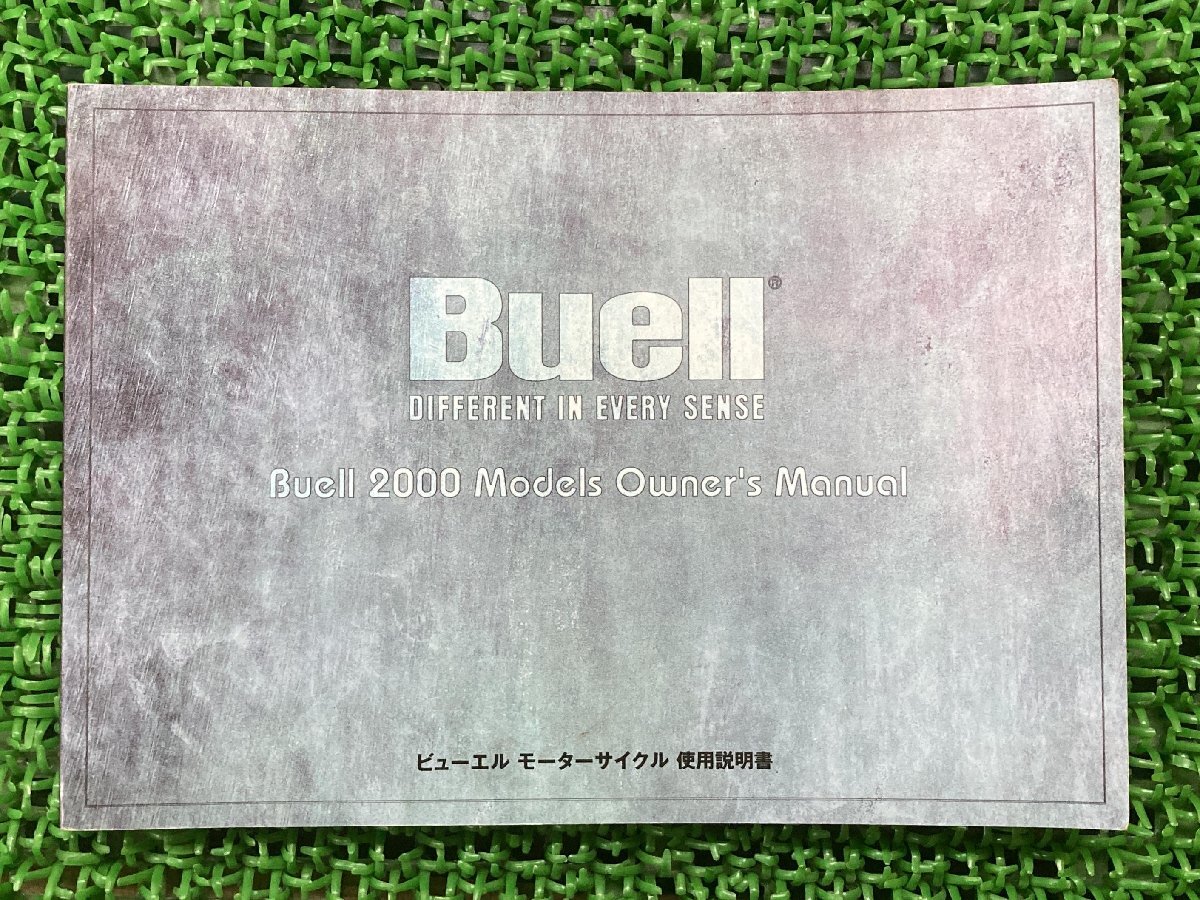 Buell®
DIFFERENT IN EVERY SENSE
Buell 2000 Models Owner's Manual
ビューエル モーターサイクル 使用説明書